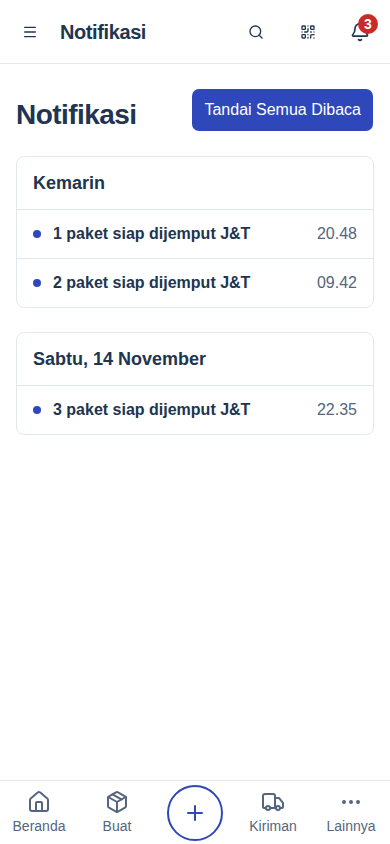 Notifikasi
3
Notifikasi
Tandai Semua Dibaca
Kemarin
1 paket siap dijemput J&T 20.48
2 paket siap dijemput J&T 09.42
Sabtu, 14 November
3 paket siap dijemput J&T 22.35
Beranda Buat Kiriman Lainnya